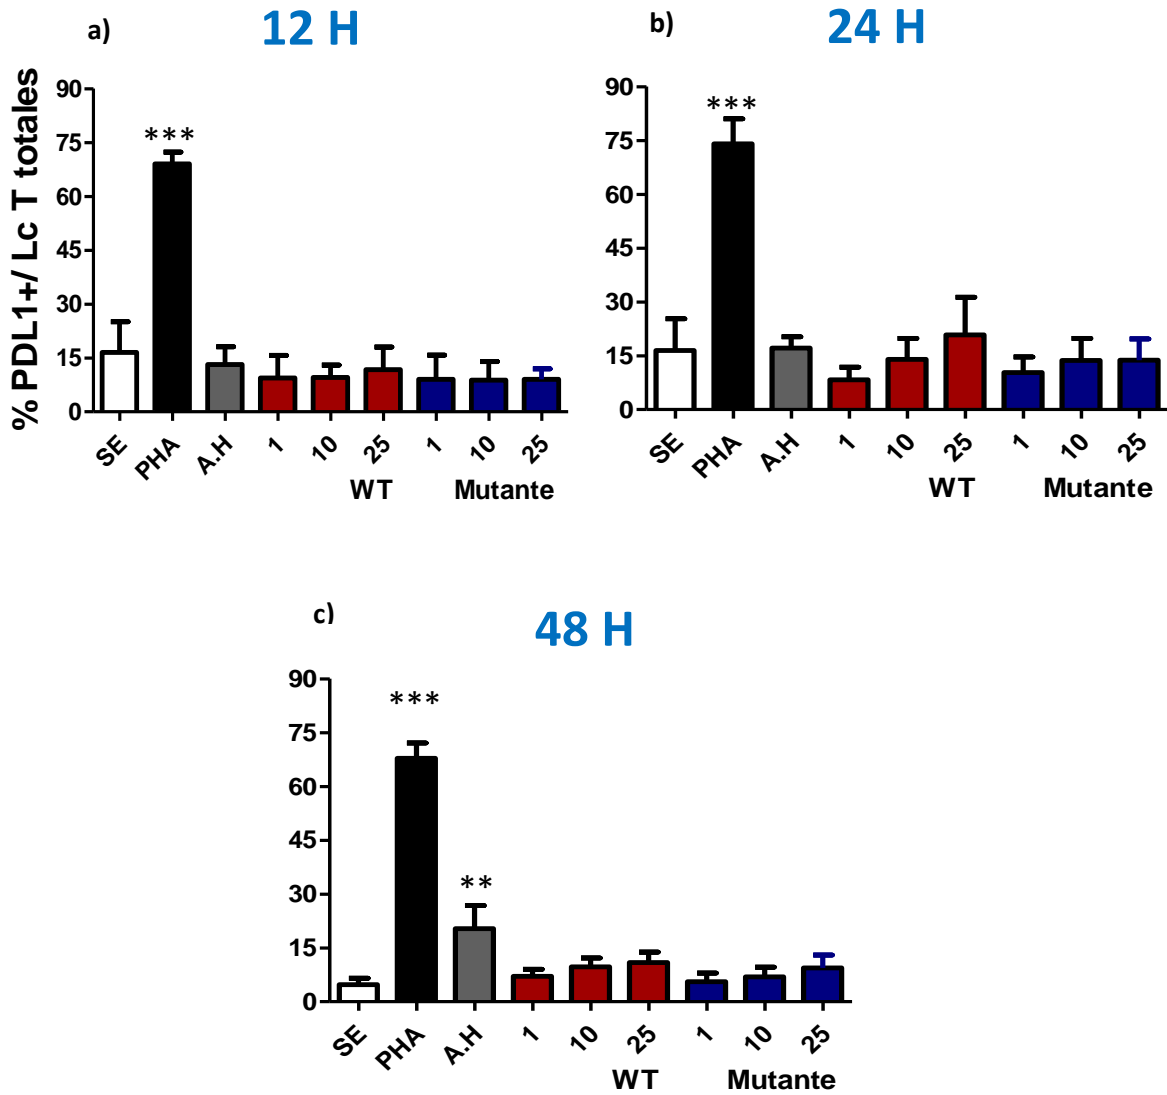 a)
12 H
% PDL1+/ Lc T totales
90
75
60
45
30
15
0
***
SE
PHA
A.H
1
10
25
1
10
25
WT
Mutante
b)
24 H
90
75
60
45
30
15
0
***
SE
PHA
A.H
1
10
25
1
10
25
WT
Mutante
c)
48 H
90
75
60
45
30
15
0
***
**
SE
PHA
A.H
1
10
25
1
10
25
WT
Mutante